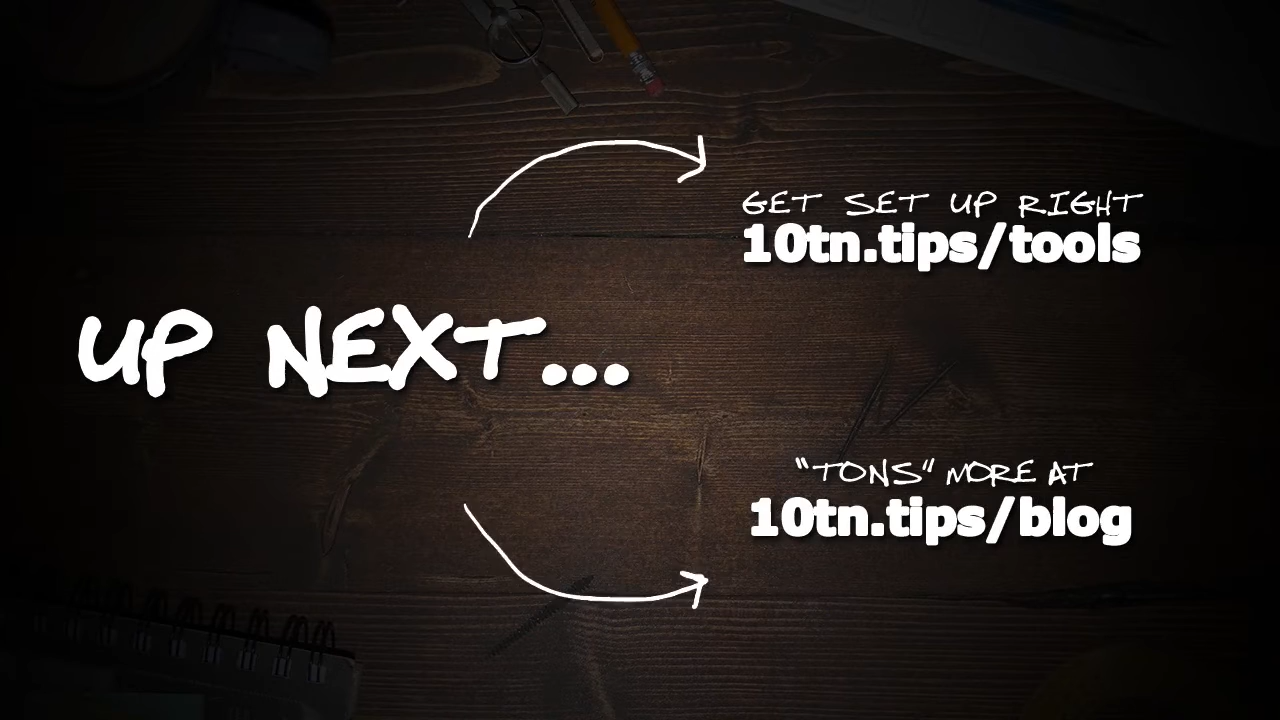 UP NEXT...
GET SET UP RIGHT
10tn.tips/tools
"TONS" MORE AT
10tn.tips/blog